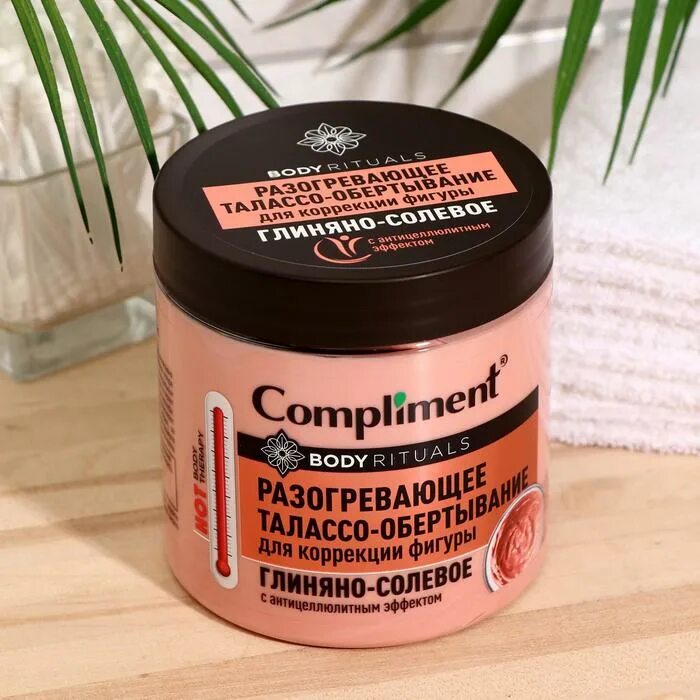 BODY RITUALS
РАЗОГРЕВАЮЩЕЕ
ТАЛАССО-ОБЕРТЫВАНИЕ
для коррекции фигуры
ГЛИНЯНО-СОЛЕВОЕ
с антицеллюлитным
эффектом
Compliment®
BODY RITUALS
HOT BODY THERAPY
РАЗОГРЕВАЮЩЕЕ
ТАЛАССО-ОБЕРТЫВАНИЕ
для коррекции фигуры
ГЛИНЯНО-СОЛЕВОЕ
с антицеллюлитным эффектом